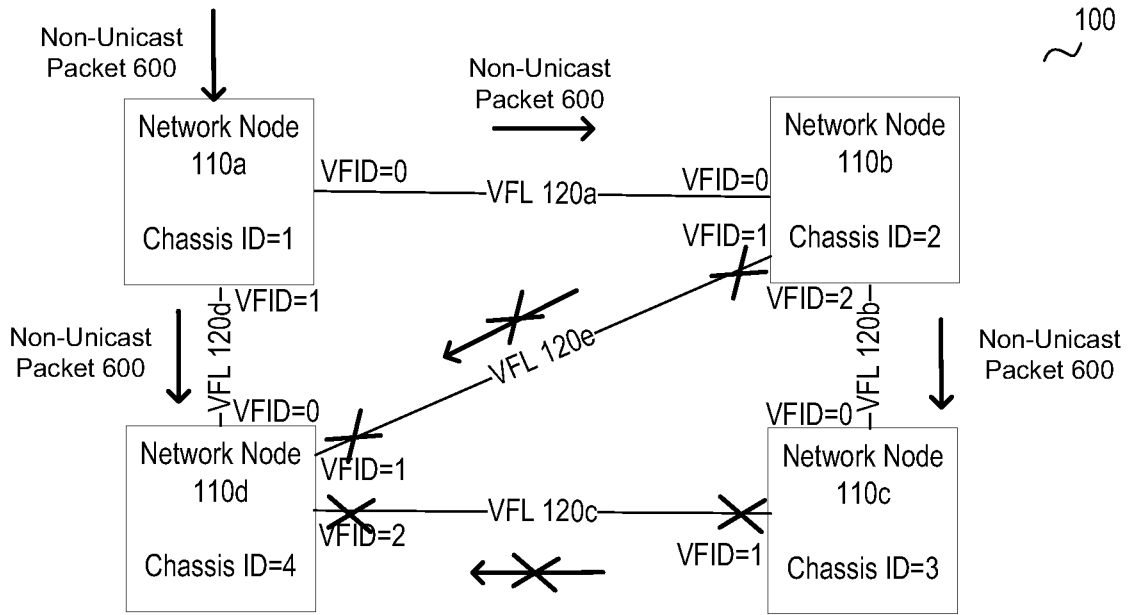 100
Non-Unicast
Packet 600
Non-Unicast
Packet 600
Network Node
110a
VFID=0
Chassis ID=1
VFL 120a
Network Node
110b
VFID=0
VFID=1
Chassis ID=2
VFID=1
VFL 120d
VFID=2
VFL 120b
Non-Unicast
Packet 600
VFL 120e
Non-Unicast
Packet 600
VFID=0
VFID=0
Network Node
110d
VFID=1
VFID=2
Chassis ID=4
VFL 120c
Network Node
110c
VFID=1
Chassis ID=3